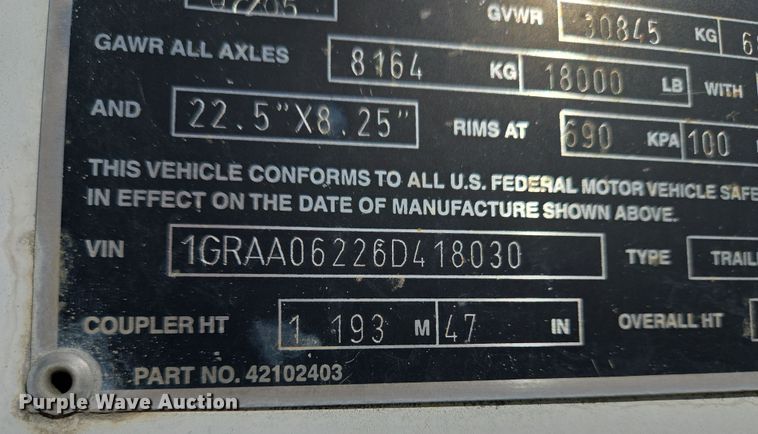 GVWR 30845 KG
GAWR ALL AXLES 8164 KG 18000 LB WITH
AND 22.5"X8.25" RIMS AT 690 KPA 100
THIS VEHICLE CONFORMS TO ALL U.S. FEDERAL MOTOR VEHICLE SAFE
IN EFFECT ON THE DATE OF MANUFACTURE SHOWN ABOVE.
VIN 1GRAA06226D418030 TYPE TRAIL
COUPLER HT 1 193 M 47 IN OVERALL HT
PART NO. 42102403
Purple Wave Auction